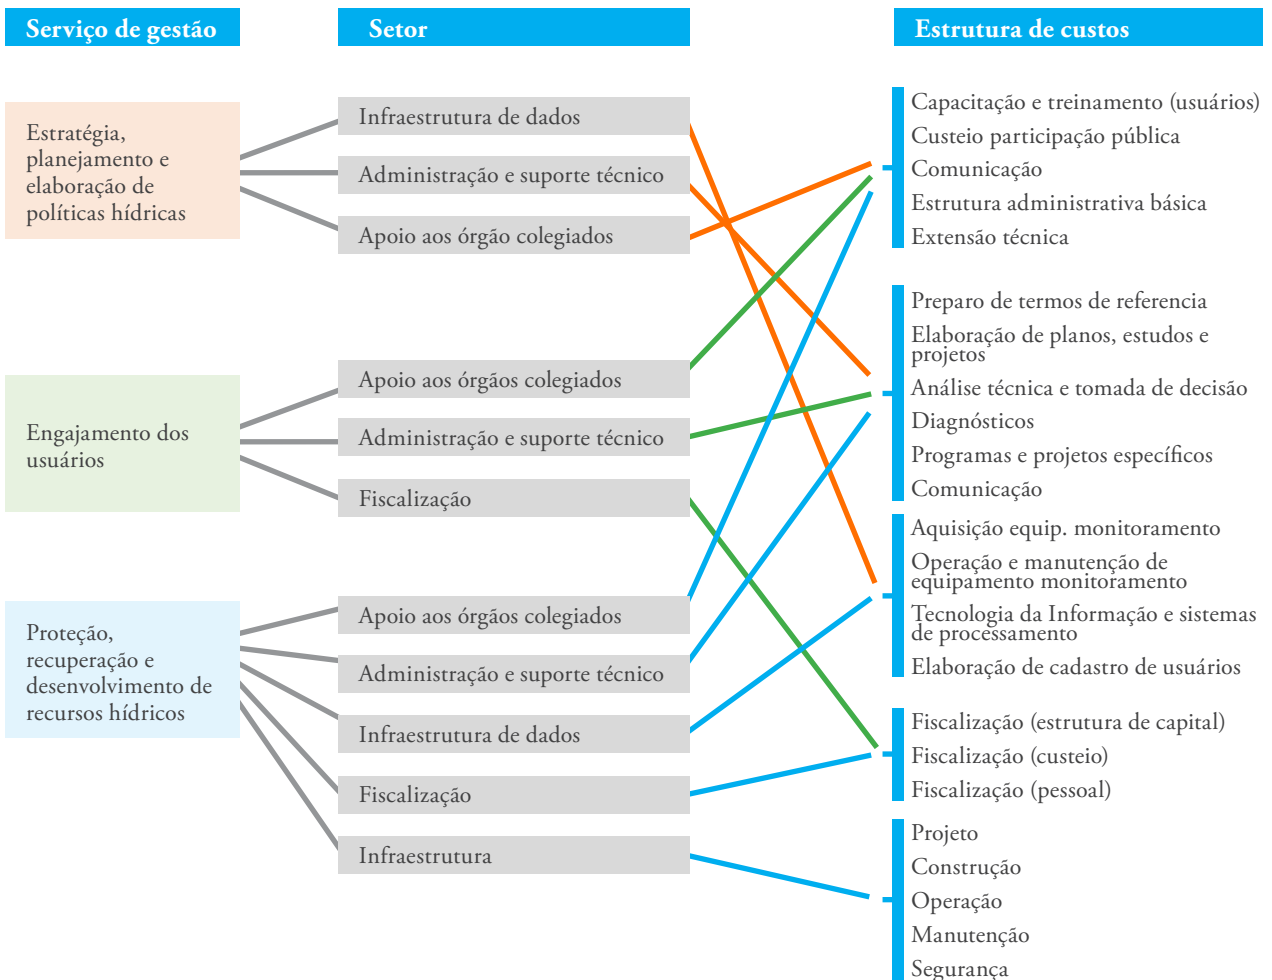 Serviço de gestão
Setor
Estrutura de custos
Estratégia,
planejamento e
elaboração de
políticas hídricas
Infraestrutura de dados
Administração e suporte técnico
Apoio aos órgão colegiados
Engajamento dos
usuários
Apoio aos órgãos colegiados
Administração e suporte técnico
Fiscalização
Proteção,
recuperação e
desenvolvimento de
recursos hídricos
Apoio aos órgãos colegiados
Administração e suporte técnico
Infraestrutura de dados
Fiscalização
Infraestrutura
Capacitação e treinamento (usuários)
Custeio participação pública
Comunicação
Estrutura administrativa básica
Extensão técnica
Preparo de termos de referencia
Elaboração de planos, estudos e
projetos
Análise técnica e tomada de decisão
Diagnósticos
Programas e projetos específicos
Comunicação
Aquisição equip. monitoramento
Operação e manutenção de
equipamento monitoramento
Tecnologia da Informação e sistemas
de processamento
Elaboração de cadastro de usuários
Fiscalização (estrutura de capital)
Fiscalização (custeio)
Fiscalização (pessoal)
Projeto
Construção
Operação
Manutenção
Segurança